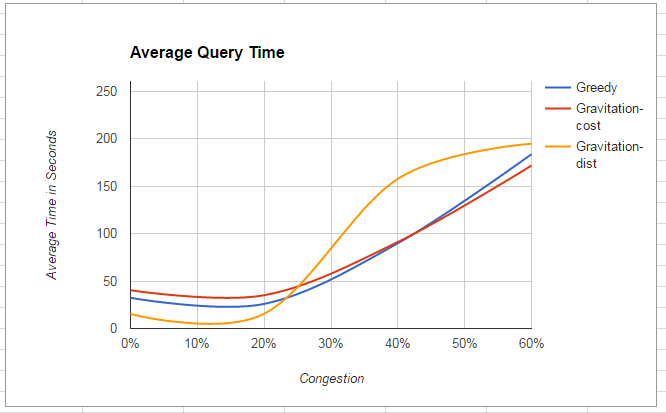 Average Query Time
250
200
150
100
50
0
Average Time in Seconds
0% 10% 20% 30% 40% 50% 60%
Congestion
Greedy
Gravitation-
cost
Gravitation-
dist